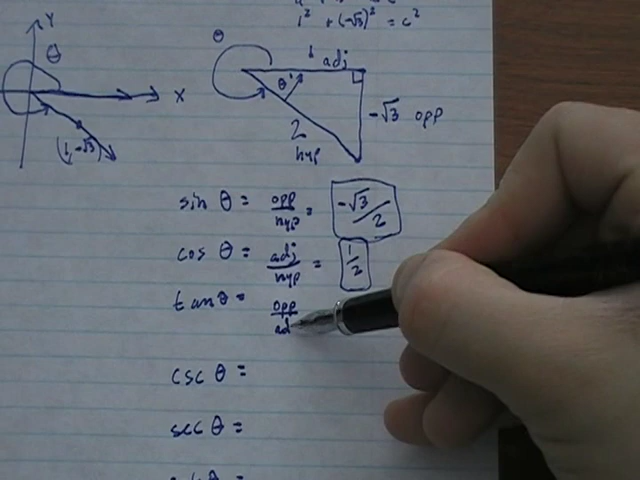 1² + (-√3)² = c²
Y
θ
X
(1, -√3)
θ
1 adj
θ'
2
hyp
-√3 opp
sin θ = opp/hyp = -√3/2
cos θ = adj/hyp = 1/2
tan θ = opp/ad
csc θ =
sec θ =